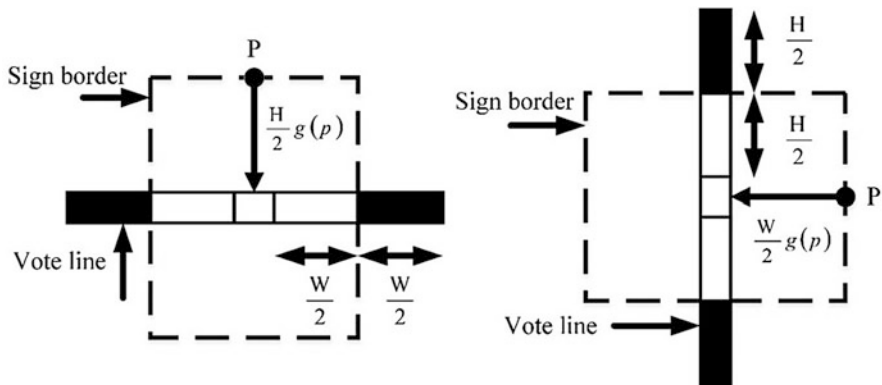 P
Sign border
H/2 g(p)
Vote line
W/2
W/2
H/2
Sign border
H/2
P
W/2 g(p)
Vote line